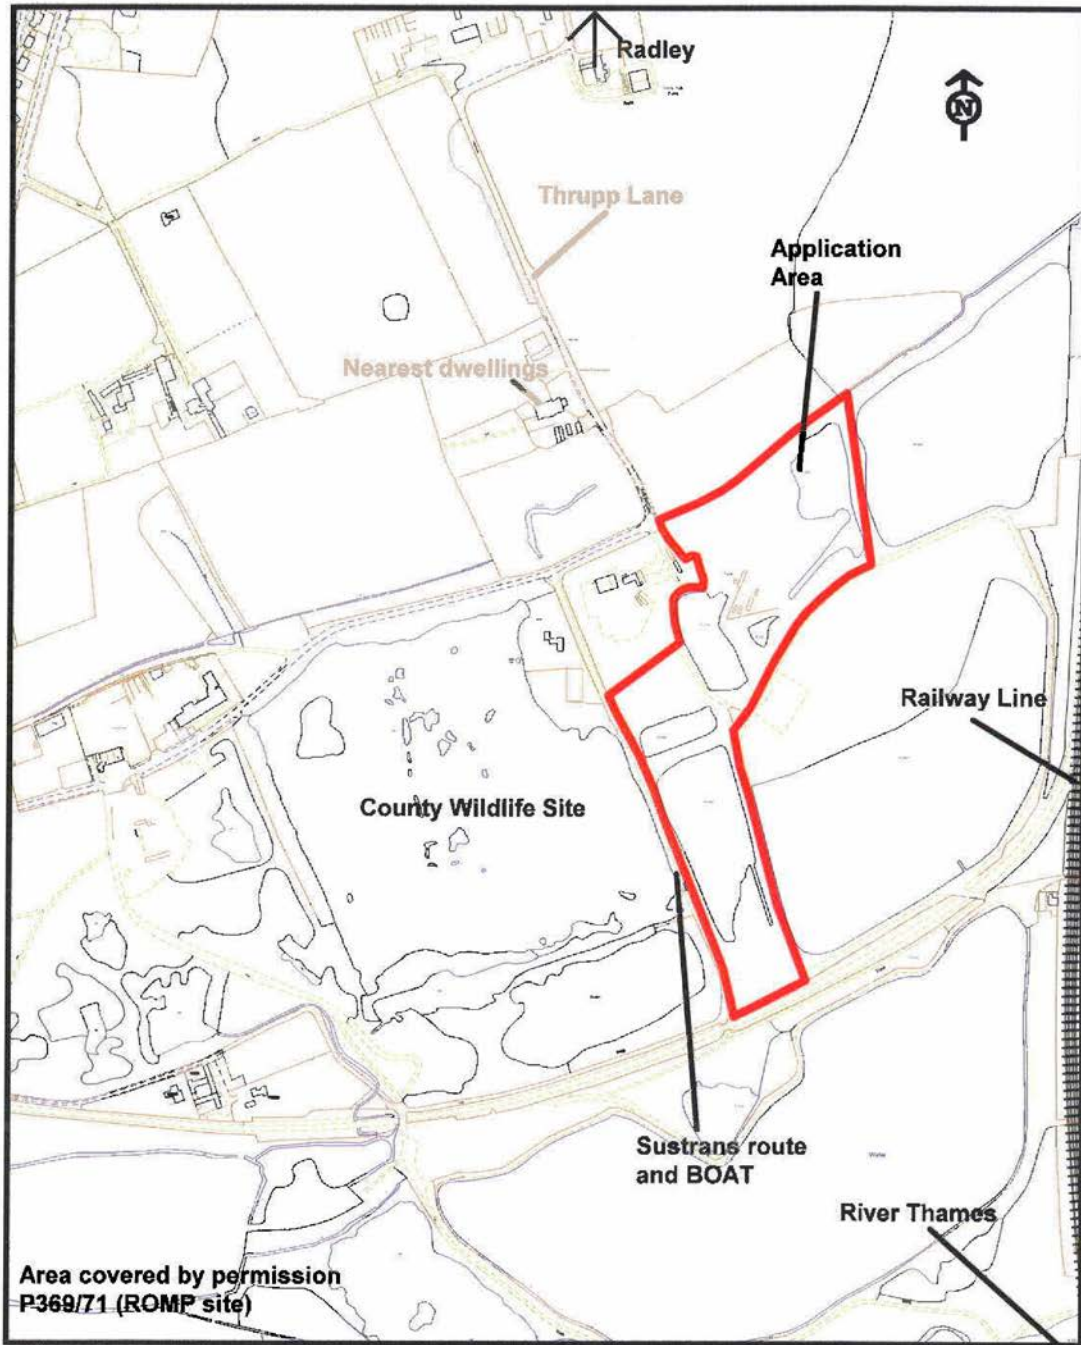 Radley
N
Thrupp Lane
Application
Area
Nearest dwellings
Railway Line
County Wildlife Site
Sustrans route
and BOAT
Water
River Thames
Area covered by permission
P369/71 (ROMP site)